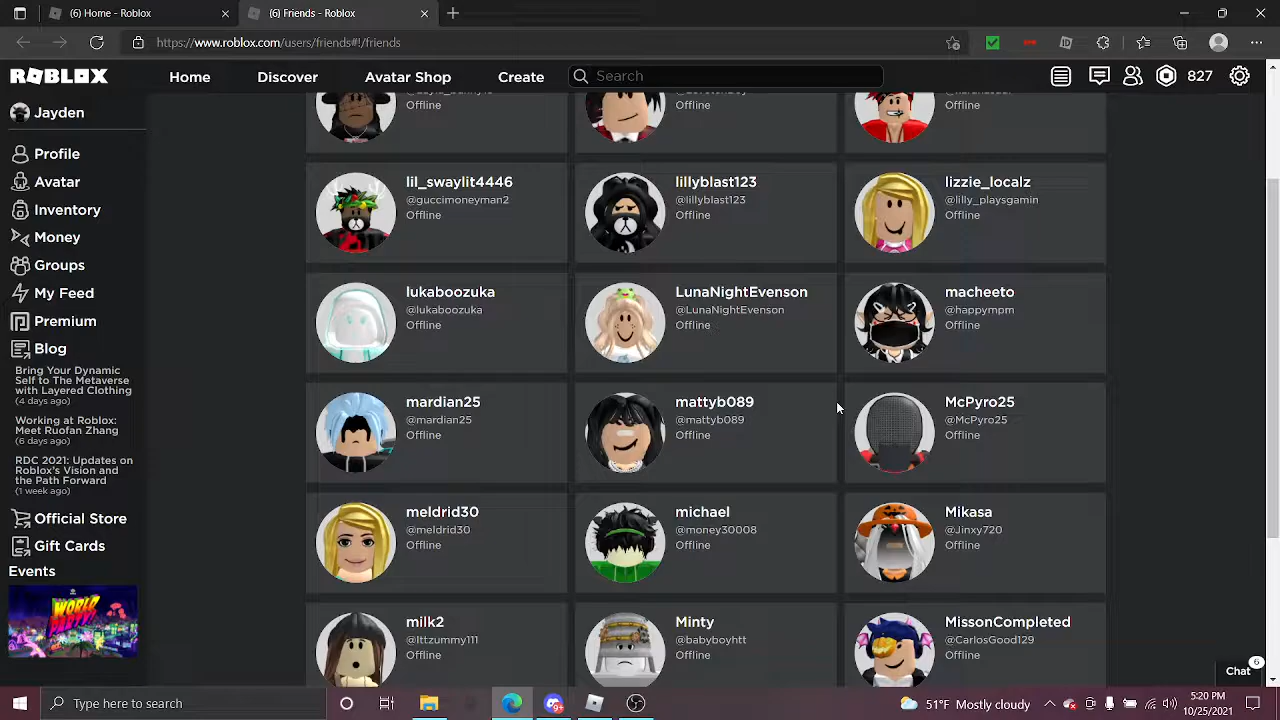 (6) Home - Roblox
(6) Friends - Roblox
https://www.roblox.com/users/friends#!/friends
ROBLOX
Home
Discover
Avatar Shop
Create
Search
827
Jayden
Profile
Avatar
Inventory
Money
Groups
My Feed
Premium
Blog
Bring Your Dynamic
Self to The Metaverse
with Layered Clothing
(4 days ago)
Working at Roblox:
Meet Ruofan Zhang
(6 days ago)
RDC 2021: Updates on
Roblox's Vision and
the Path Forward
(1 week ago)
Official Store
Gift Cards
Events
WORLD
PARTY!
Offline
Offline
Offline
lil_swaylit4446
@guccimoneyman2
Offline
lillyblast123
@lillyblast123
Offline
lizzie_localz
@lilly_playsgamin
Offline
lukaboozuka
@lukaboozuka
Offline
LunaNightEvenson
@LunaNightEvenson
Offline
macheeto
@happympm
Offline
mardian25
@mardian25
Offline
mattyb089
@mattyb089
Offline
McPyro25
@McPyro25
Offline
meldrid30
@meldrid30
Offline
michael
@money30008
Offline
Mikasa
@Jinxy720
Offline
milk2
@Itzzummy111
Offline
Minty
@babyboyhtt
Offline
MissonCompleted
@CarlosGood129
Offline
Chat
6
Type here to search
51°F Mostly cloudy
5:20 PM
10/25/2021